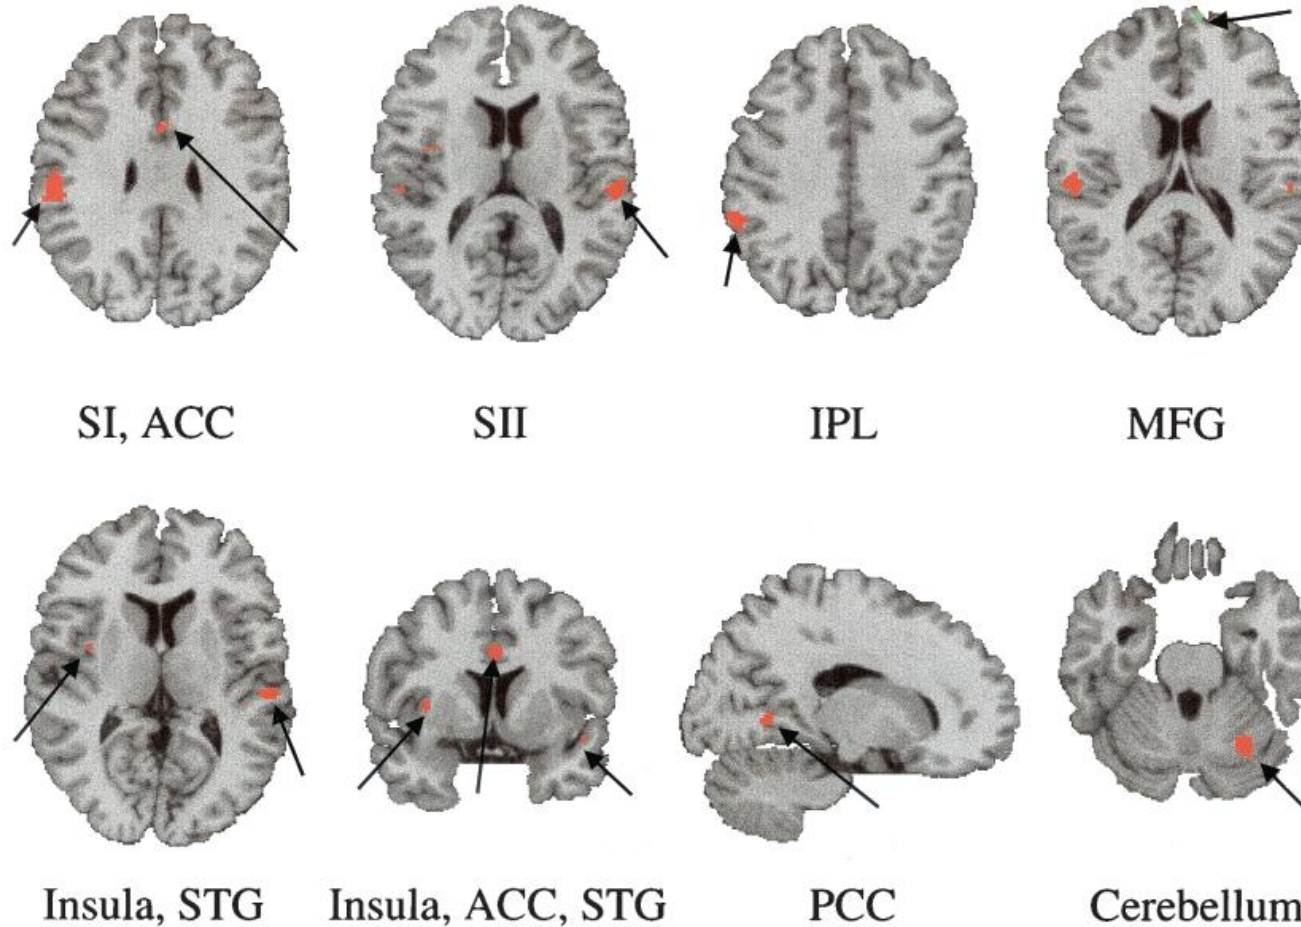 SI, ACC
SII
IPL
MFG
Insula, STG
Insula, ACC, STG
PCC
Cerebellum